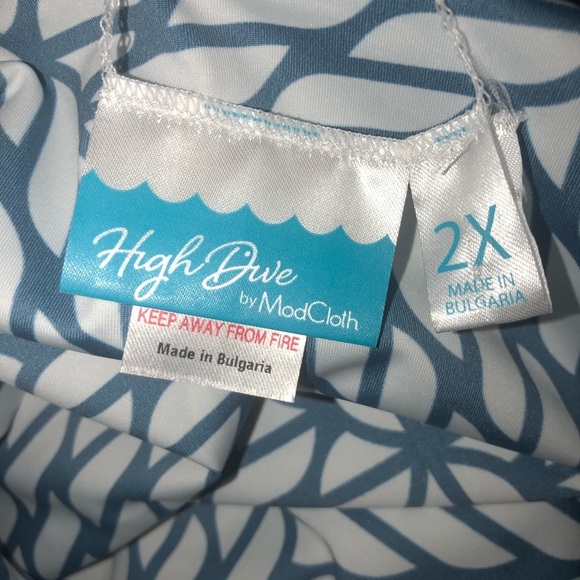 High Dive
by ModCloth
KEEP AWAY FROM FIRE
Made in Bulgaria
2X
MADE IN
BULGARIA